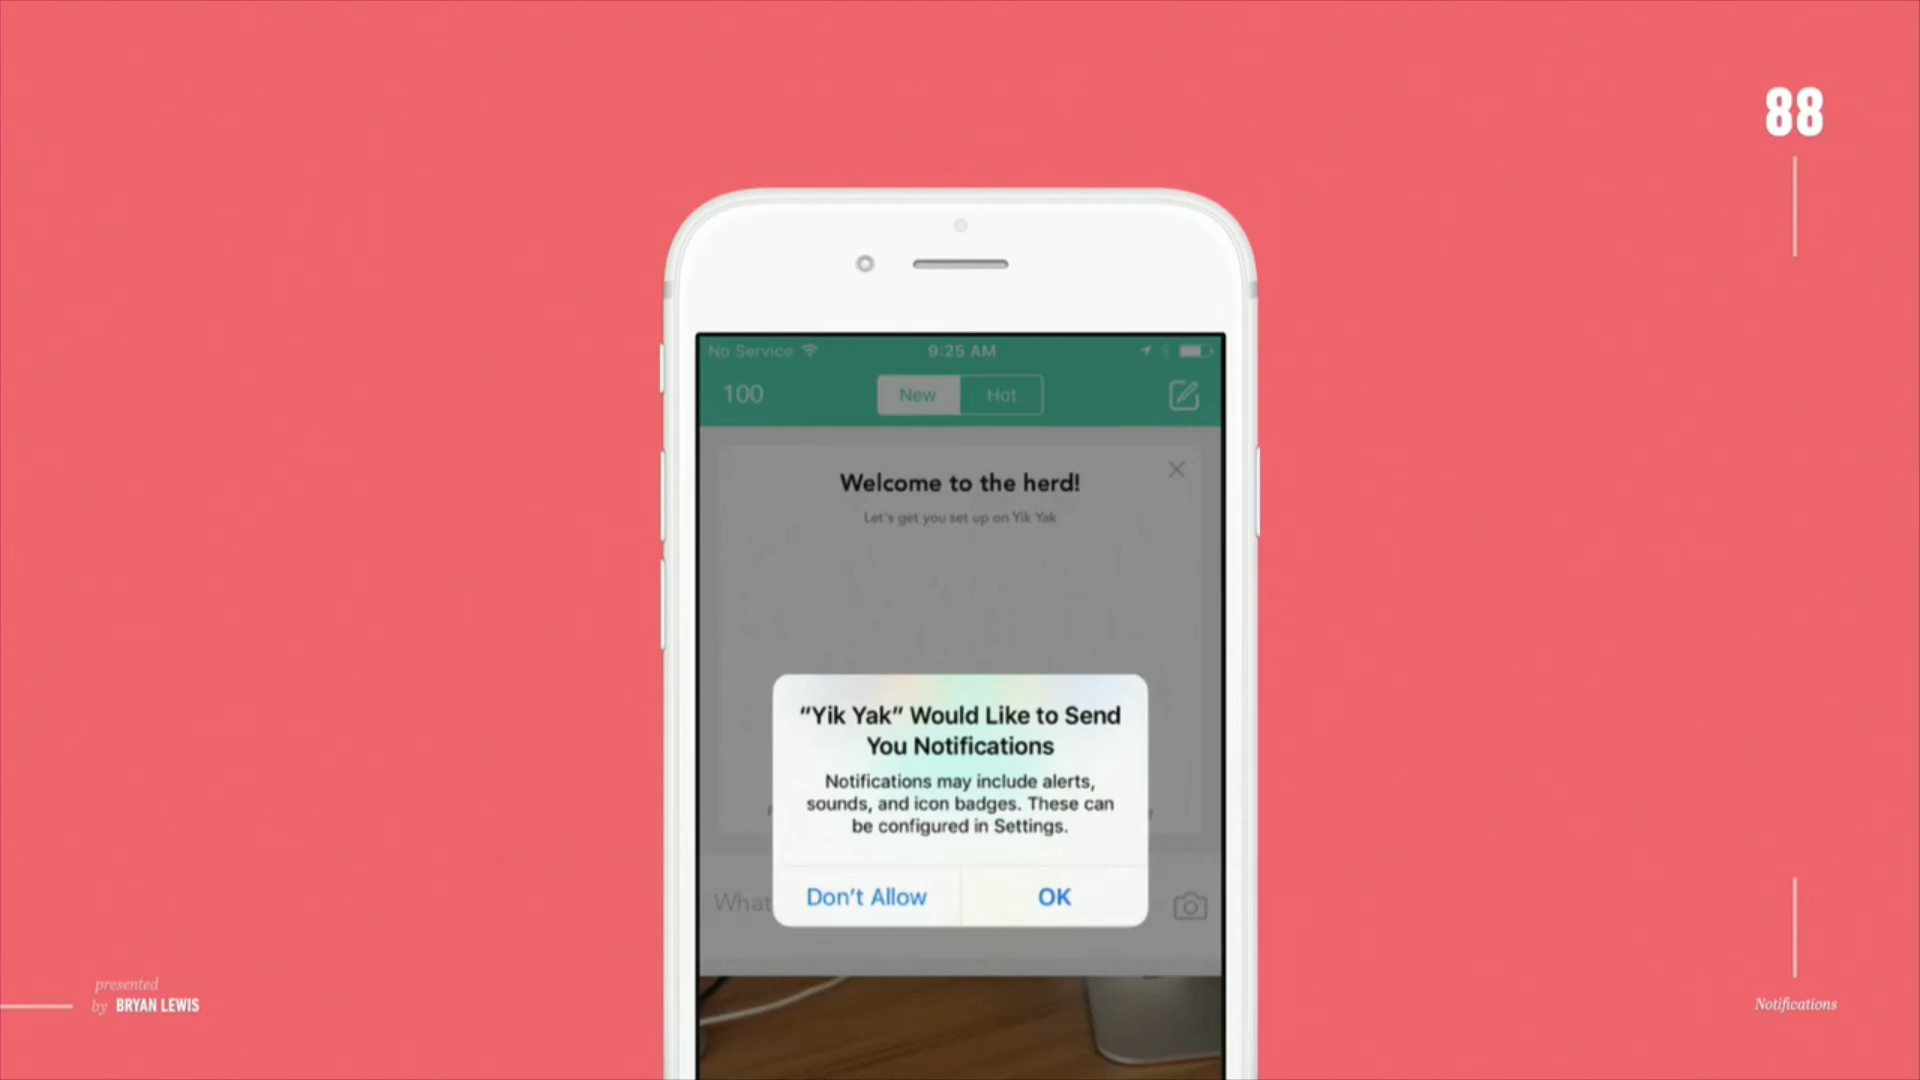 88
No Service
9:25 AM
100
New
Hot
Welcome to the herd!
Let's get you set up on Yik Yak
"Yik Yak" Would Like to Send
You Notifications
Notifications may include alerts,
sounds, and icon badges. These can
be configured in Settings.
What
Don't Allow
OK
presented
by BRYAN LEWIS
Notifications